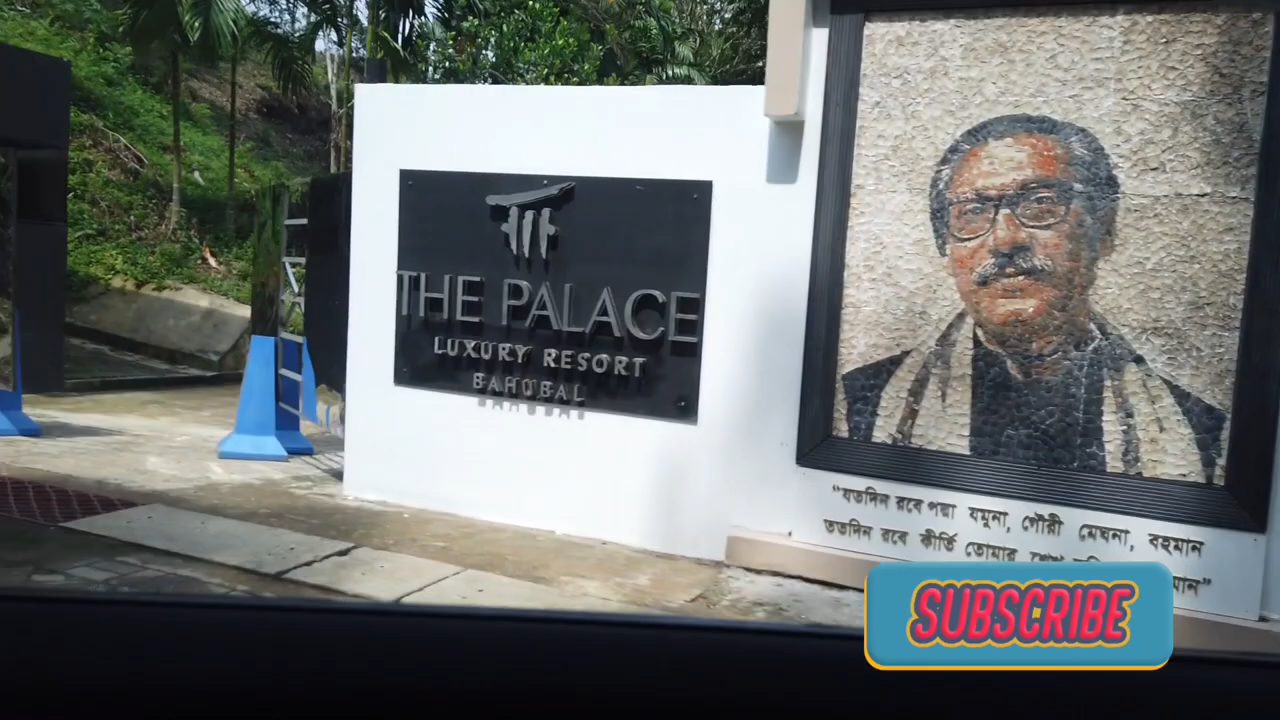 THE PALACE
LUXURY RESORT
BAHUBAL
“যতদিন রবে পদ্মা যমুনা, গৌরী মেঘনা, বহমান
ততদিন রবে কীর্তি তোমার শেখ
SUBSCRIBE